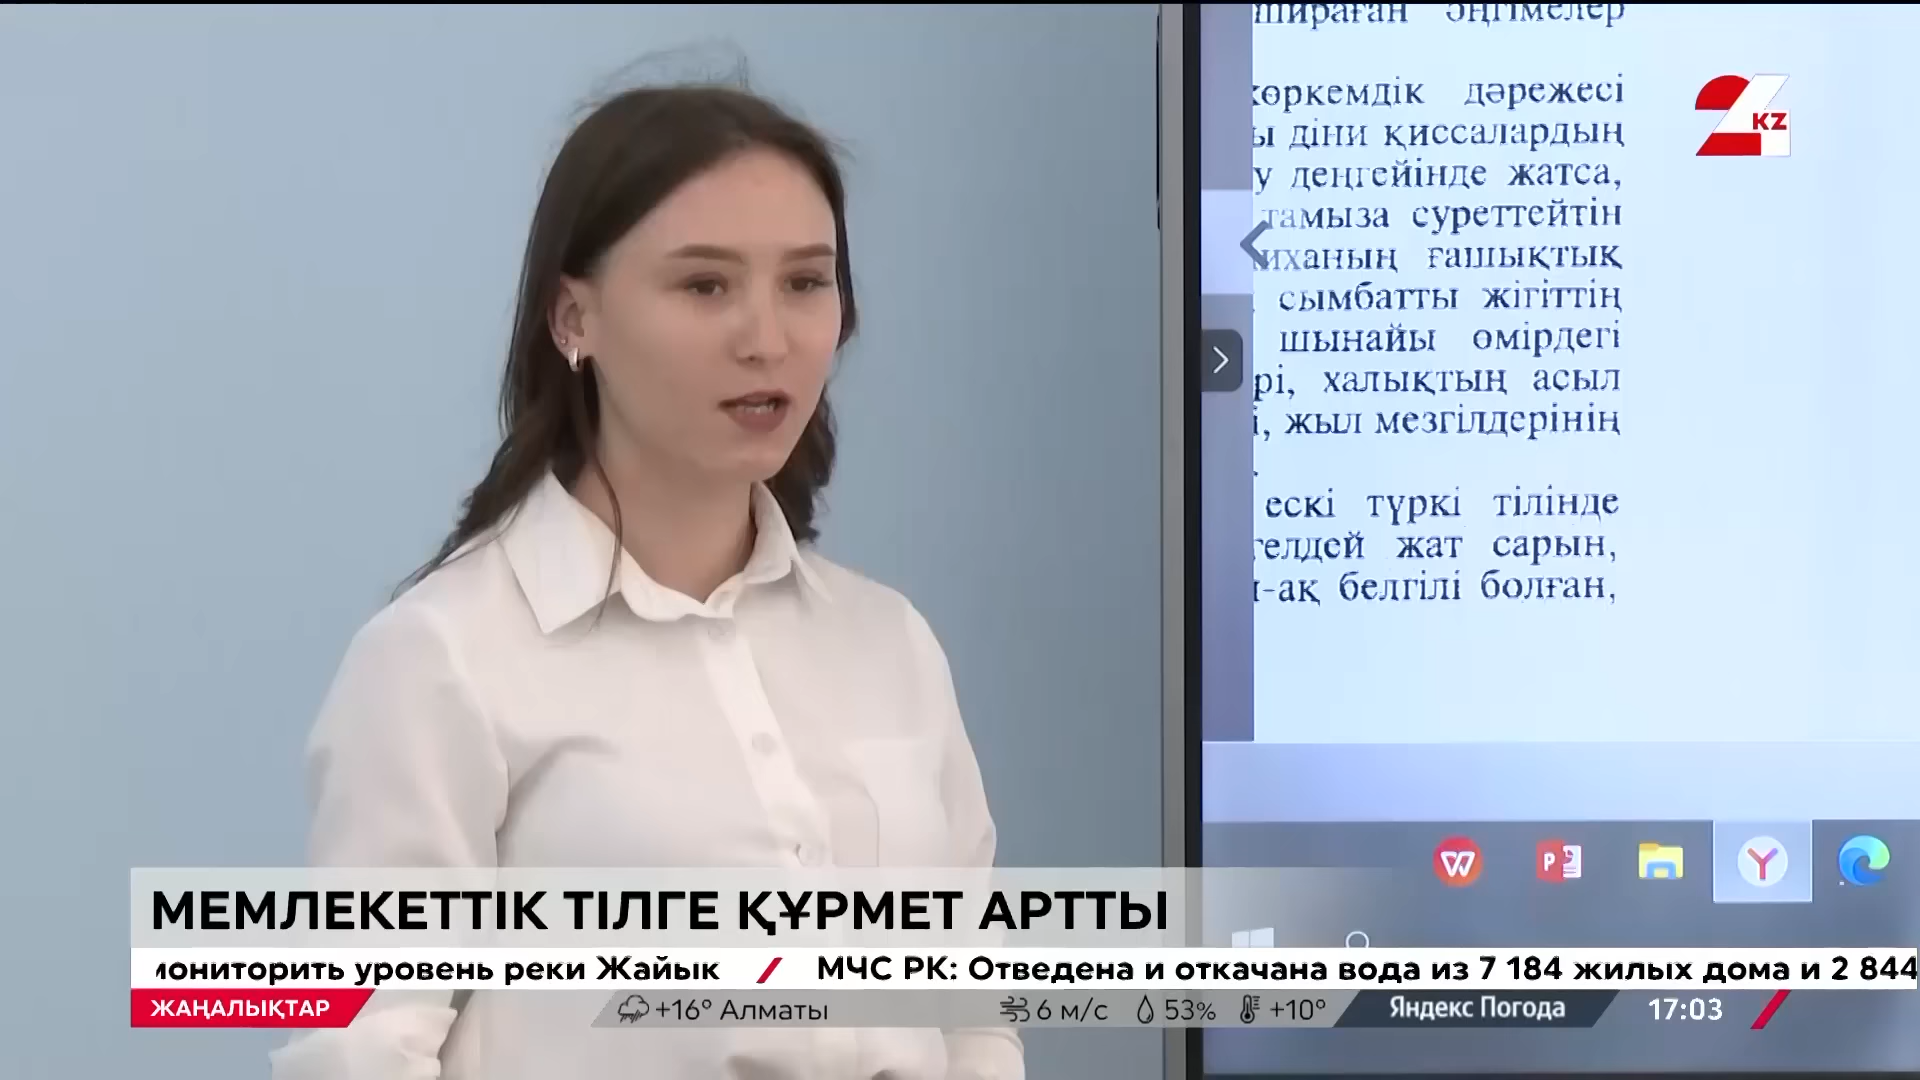 көркемдік дәрежесі
діни қиссалардың
деңгейінде жатса,
тамыза суреттейтін
ғашықтық
сымбатты жігіттің
шынайы өмірдегі
халықтың асыл
жыл мезгілдерінің
ескі түркі тілінде
жат сарын,
белгілі болған,
24 KZ
МЕМЛЕКЕТТІК ТІЛГЕ ҚҰРМЕТ АРТТЫ
уровень реки Жайык / МЧС РК: Отведена и откачана вода из 7 184 жилых дома и 2 844
ЖАҢАЛЫҚТАР +16° Алматы 6 м/с 53% +10° Яндекс Погода 17:03